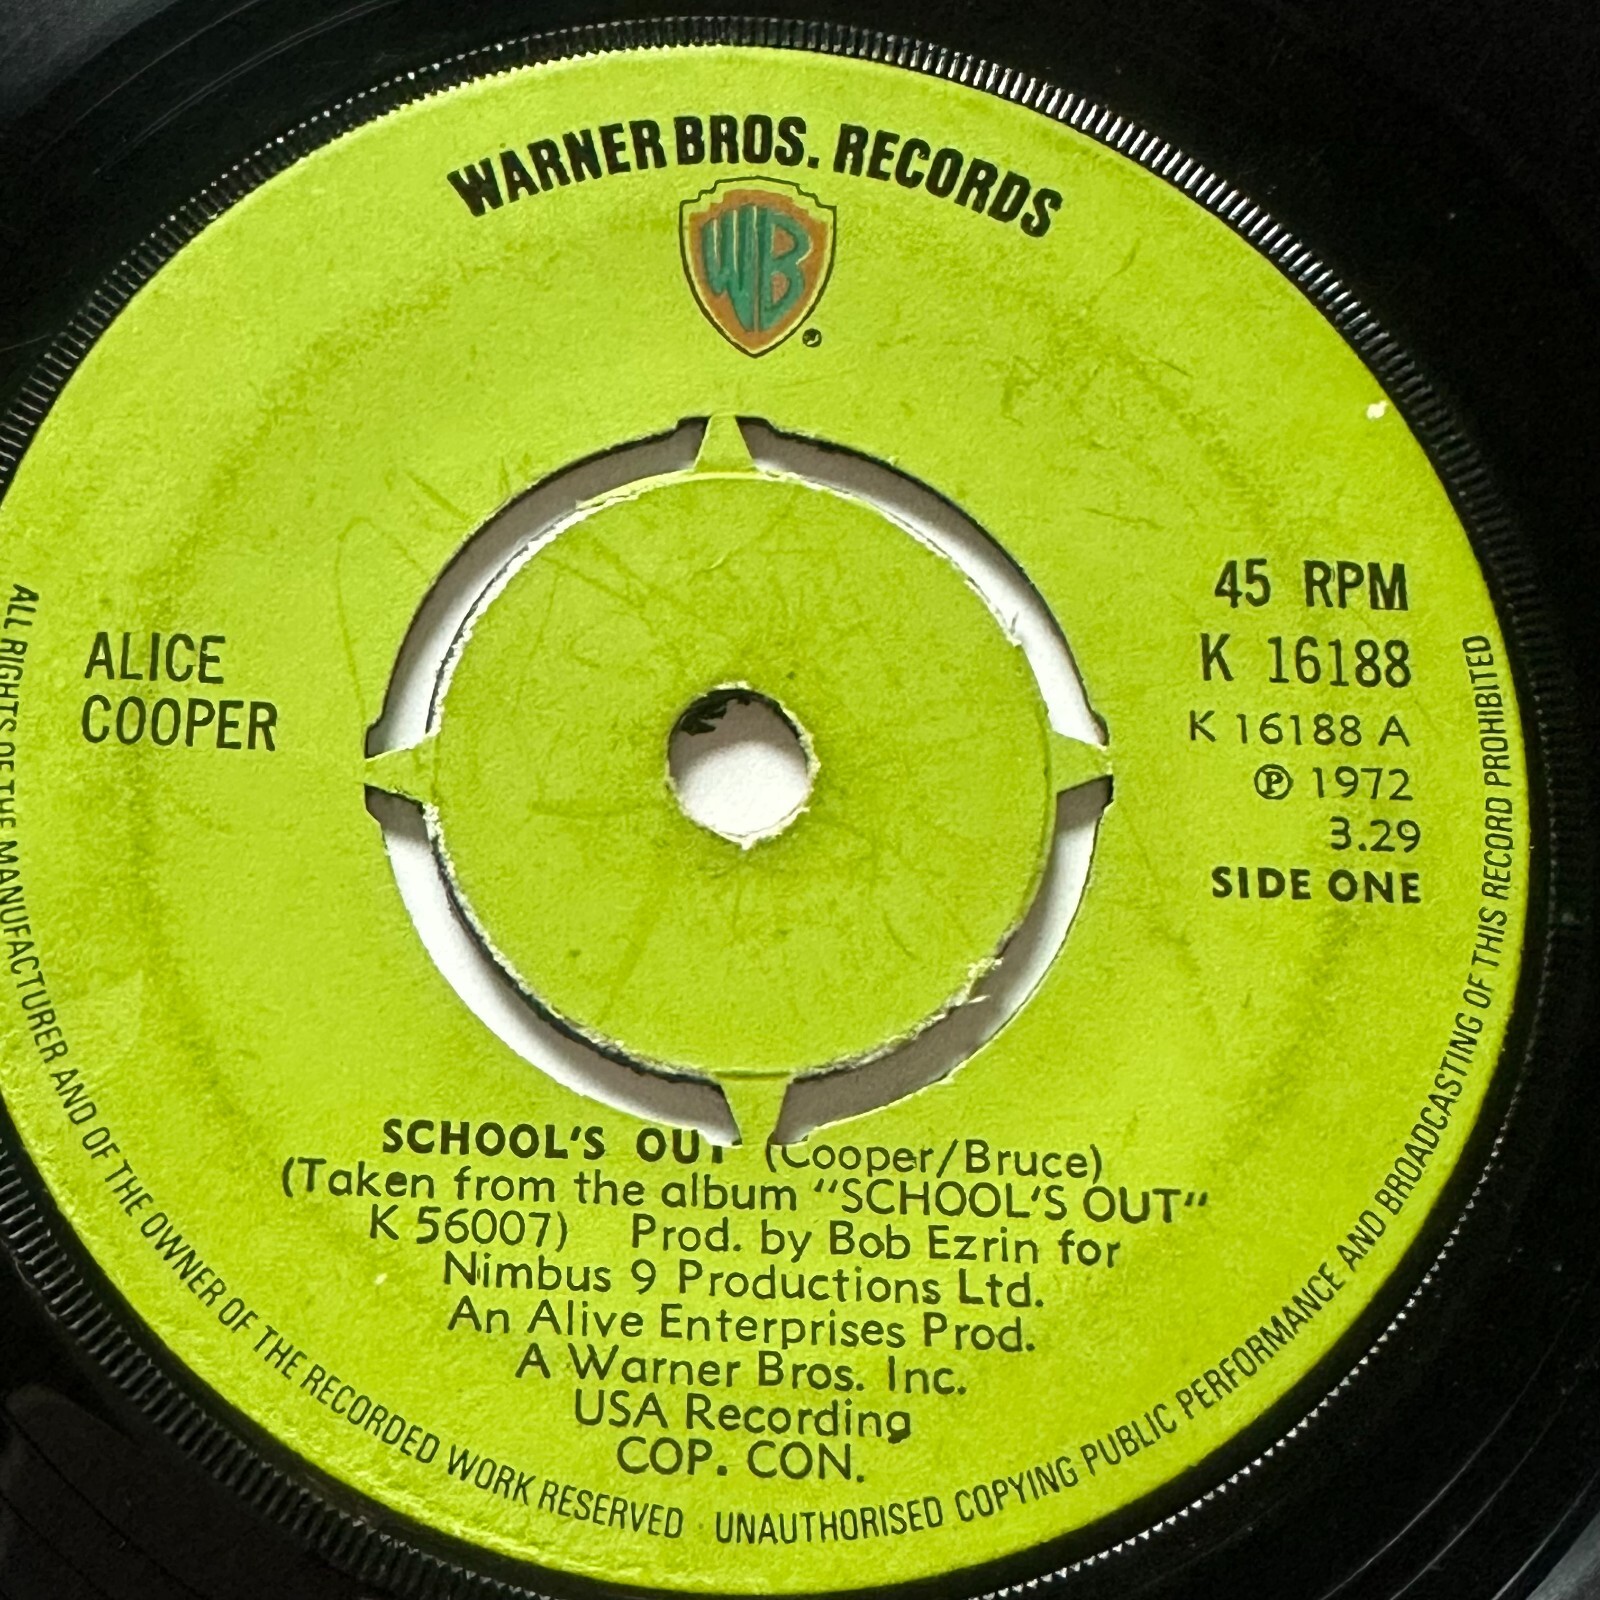 WARNER BROS. RECORDS
WB
ALICE
COOPER
45 RPM
K 16188
K 16188 A
℗ 1972
3.29
SIDE ONE
SCHOOL'S OUT (Cooper/Bruce)
(Taken from the album "SCHOOL'S OUT"
K 56007) Prod. by Bob Ezrin for
Nimbus 9 Productions Ltd.
An Alive Enterprises Prod.
A Warner Bros. Inc.
USA Recording
COP. CON.
ALL RIGHTS OF THE MANUFACTURER AND OF THE OWNER OF THE RECORDED WORK RESERVED · UNAUTHORISED COPYING PUBLIC PERFORMANCE AND BROADCASTING OF THIS RECORD PROHIBITED